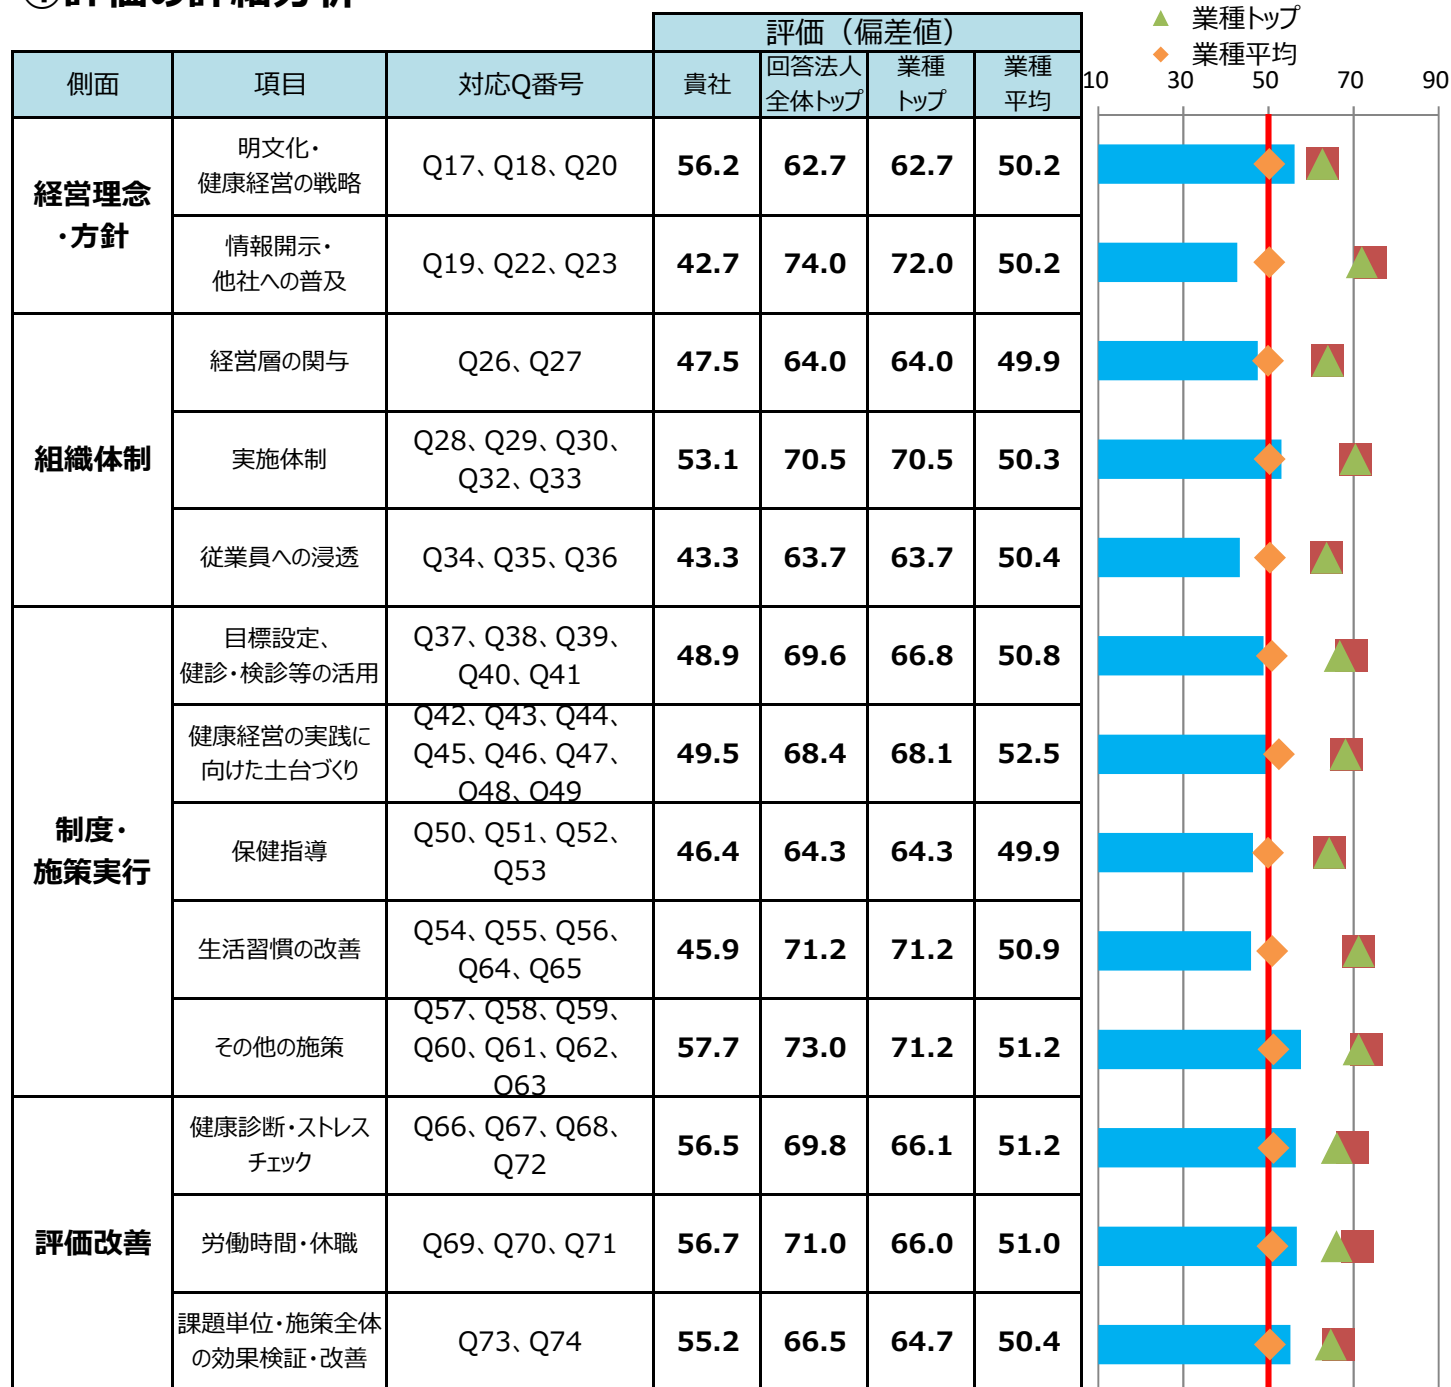 ①評価の詳細分析
業種トップ
業種平均
評価（偏差値）
側面 項目 対応Q番号 貴社 回答法人全体トップ 業種トップ 業種平均
10 30 50 70 90
経営理念・方針
明文化・健康経営の戦略 Q17、Q18、Q20 56.2 62.7 62.7 50.2
情報開示・他社への普及 Q19、Q22、Q23 42.7 74.0 72.0 50.2
組織体制
経営層の関与 Q26、Q27 47.5 64.0 64.0 49.9
実施体制 Q28、Q29、Q30、Q32、Q33 53.1 70.5 70.5 50.3
従業員への浸透 Q34、Q35、Q36 43.3 63.7 63.7 50.4
制度・施策実行
目標設定、健診・検診等の活用 Q37、Q38、Q39、Q40、Q41 48.9 69.6 66.8 50.8
健康経営の実践に向けた土台づくり Q42、Q43、Q44、Q45、Q46、Q47、Q48、Q49 49.5 68.4 68.1 52.5
保健指導 Q50、Q51、Q52、Q53 46.4 64.3 64.3 49.9
生活習慣の改善 Q54、Q55、Q56、Q64、Q65 45.9 71.2 71.2 50.9
その他の施策 Q57、Q58、Q59、Q60、Q61、Q62、Q63 57.7 73.0 71.2 51.2
評価改善
健康診断・ストレスチェック Q66、Q67、Q68、Q72 56.5 69.8 66.1 51.2
労働時間・休職 Q69、Q70、Q71 56.7 71.0 66.0 51.0
課題単位・施策全体の効果検証・改善 Q73、Q74 55.2 66.5 64.7 50.4